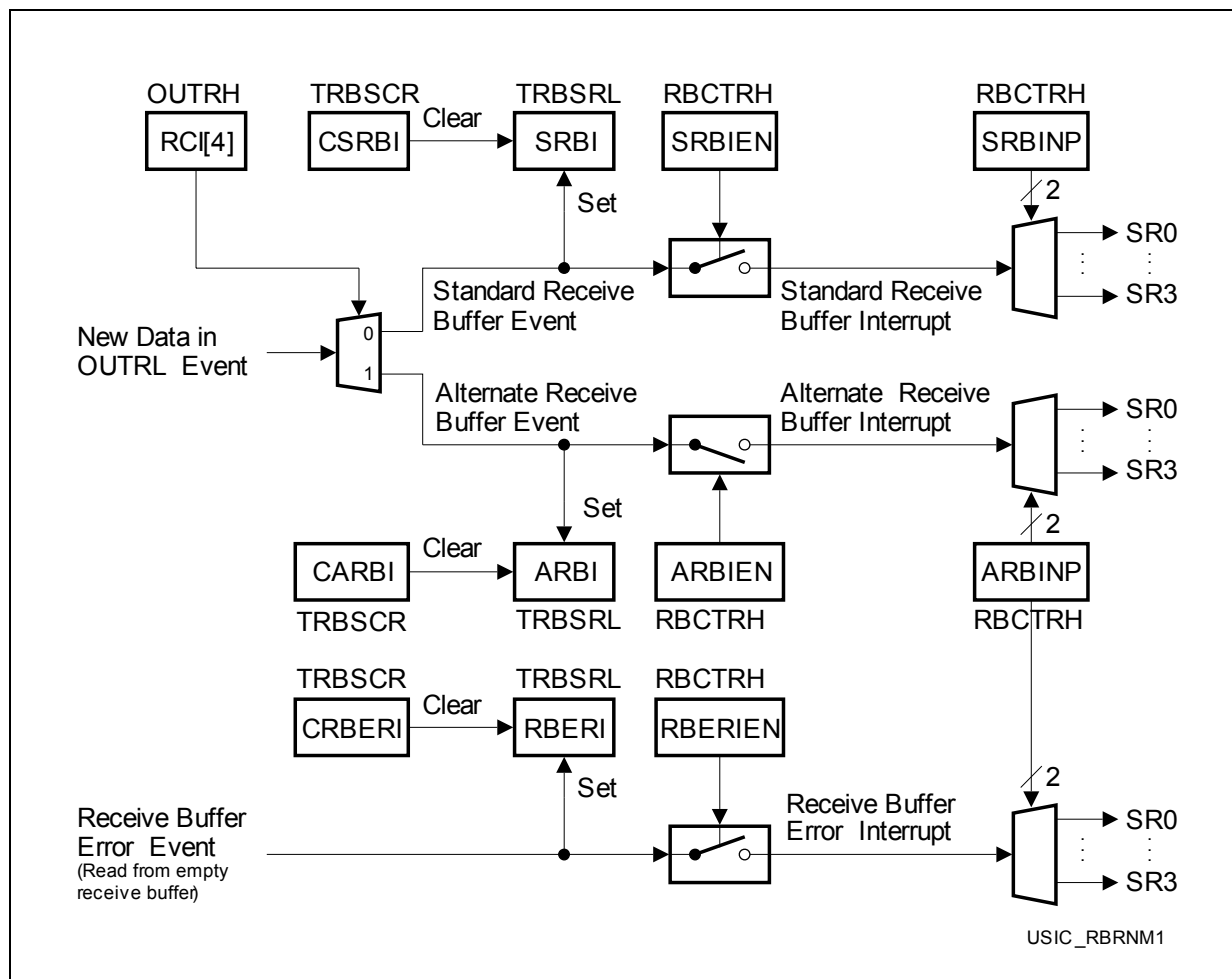 OUTRH
TRBSCR
TRBSRL
RBCTRH
RBCTRH
RCI[4]
CSRBI
Clear
SRBI
SRBIEN
SRBINP
Set
2
SR0
SR3
0
1
New Data in
OUTRL Event
Standard Receive
Buffer Event
Standard Receive
Buffer Interrupt
Alternate Receive
Buffer Event
Alternate Receive
Buffer Interrupt
SR0
SR3
Set
2
CARBI
Clear
ARBI
ARBIEN
ARBINP
TRBSCR
TRBSRL
RBCTRH
RBCTRH
TRBSCR
TRBSRL
RBCTRH
CRBERI
Clear
RBERI
RBERIEN
Set
2
Receive Buffer
Error Event
(Read from empty
receive buffer)
Receive Buffer
Error Interrupt
SR0
SR3
USIC_RBRNM1